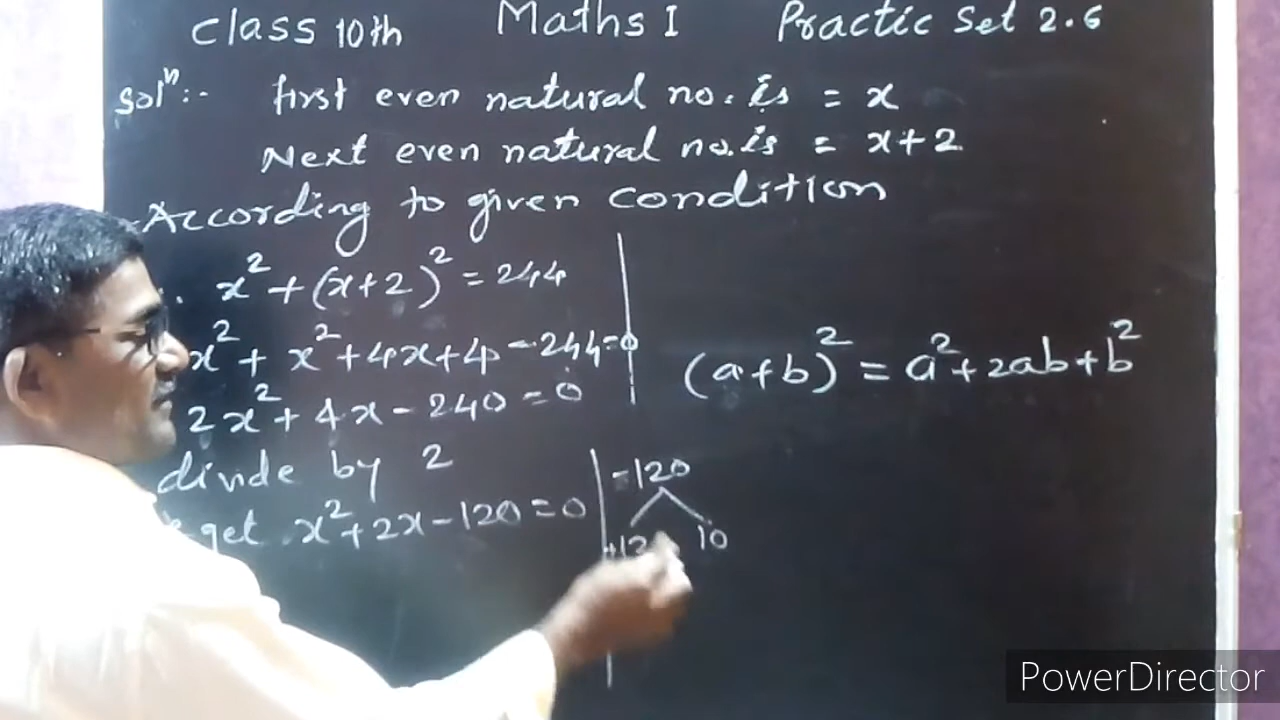 Class 10th Maths I Practic Set 2.6
Solⁿ:- first even natural no. is = x
Next even natural no. is = x+2
According to given condition
∴ x² + (x+2)² = 244
x² + x² + 4x + 4 - 244 = 0
2x² + 4x - 240 = 0
divide by 2
get x² + 2x - 120 = 0
-120
+12 10
(a+b)² = a² + 2ab + b²
PowerDirector